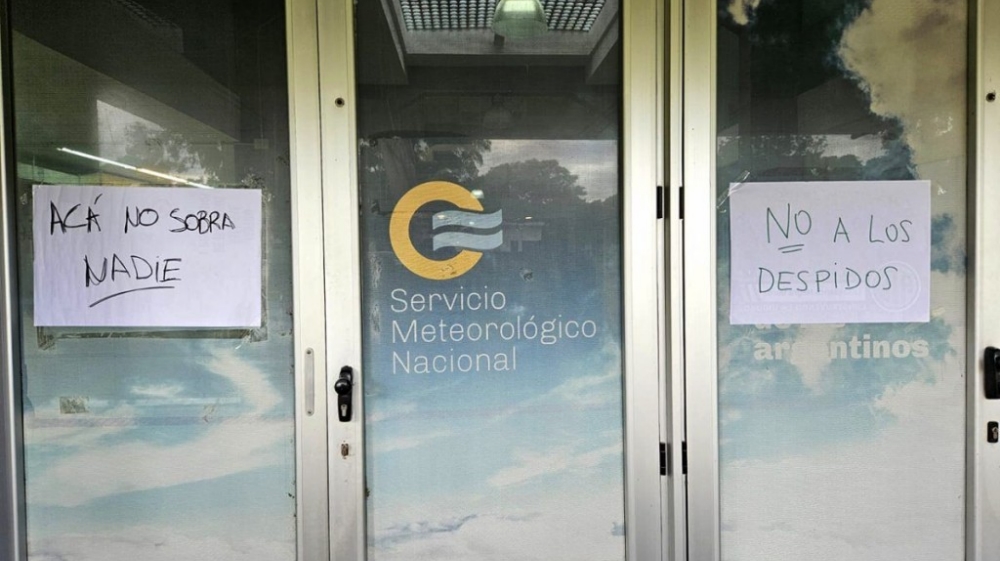 ACÁ NO SOBRA
NADIE
Servicio
Meteorológico
Nacional
NO A LOS
DESPIDOS
argentinos